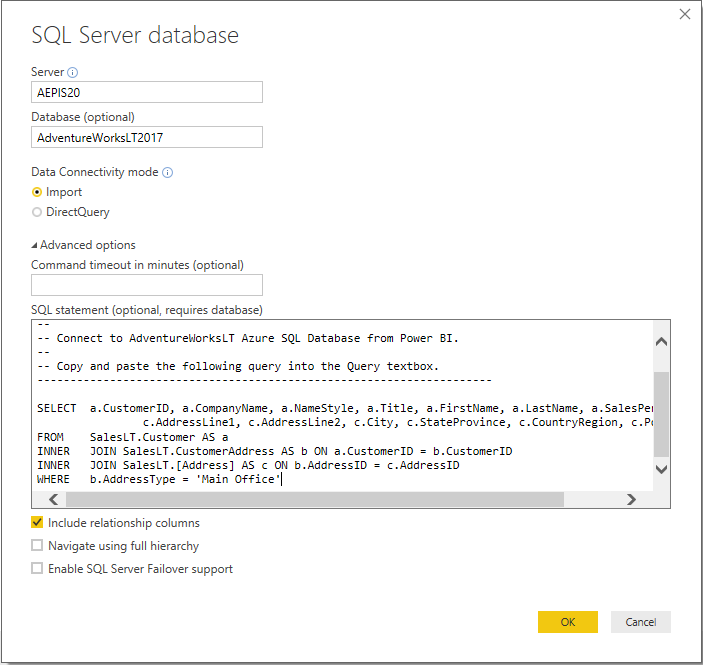 SQL Server database
Server
AEPIS20
Database (optional)
AdventureWorksLT2017
Data Connectivity mode
Import
DirectQuery
Advanced options
Command timeout in minutes (optional)
SQL statement (optional, requires database)
--
-- Connect to AdventureWorksLT Azure SQL Database from Power BI.
--
-- Copy and paste the following query into the Query textbox.
---------------------------------------------------------------------
SELECT a.CustomerID, a.CompanyName, a.NameStyle, a.Title, a.FirstName, a.LastName,
c.AddressLine1, c.AddressLine2, c.City, c.StateProvince, c.CountryRegion,
FROM SalesLT.Customer AS a
INNER JOIN SalesLT.CustomerAddress AS b ON a.CustomerID = b.CustomerID
INNER JOIN SalesLT.[Address] AS c ON b.AddressID = c.AddressID
WHERE b.AddressType = 'Main Office'
Include relationship columns
Navigate using full hierarchy
Enable SQL Server Failover support
OK Cancel